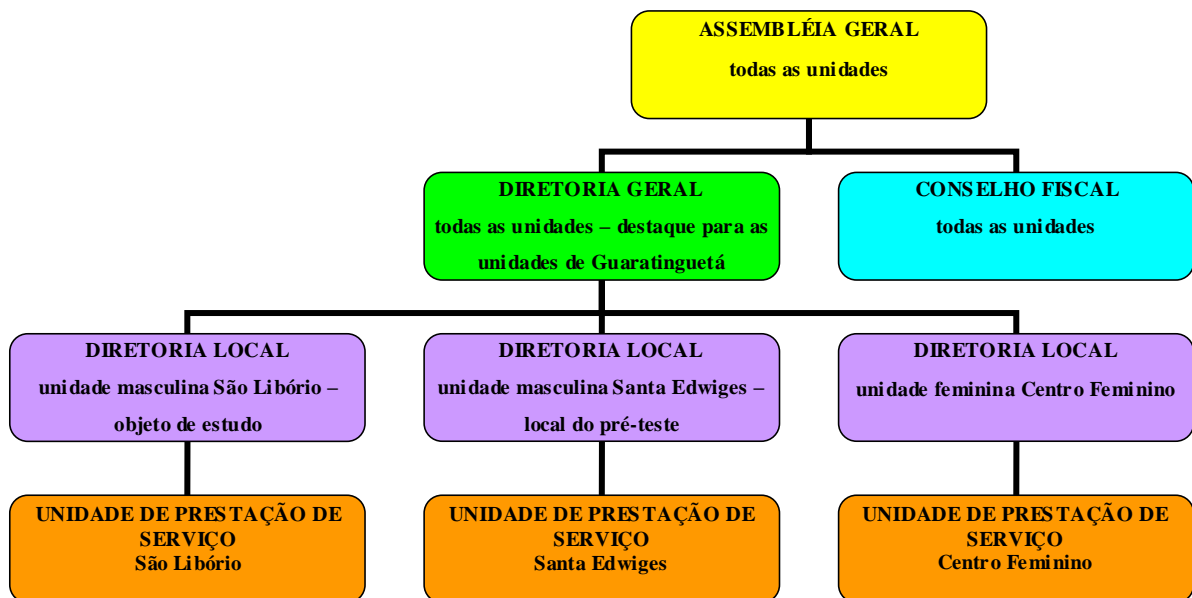 ASSEMBLÉIA GERAL
todas as unidades
DIRETORIA GERAL
todas as unidades – destaque para as
unidades de Guaratinguetá
CONSELHO FISCAL
todas as unidades
DIRETORIA LOCAL
unidade masculina São Libório –
objeto de estudo
DIRETORIA LOCAL
unidade masculina Santa Edwiges –
local do pré-teste
DIRETORIA LOCAL
unidade feminina Centro Feminino
UNIDADE DE PRESTAÇÃO DE
SERVIÇO
São Libório
UNIDADE DE PRESTAÇÃO DE
SERVIÇO
Santa Edwiges
UNIDADE DE PRESTAÇÃO DE
SERVIÇO
Centro Feminino